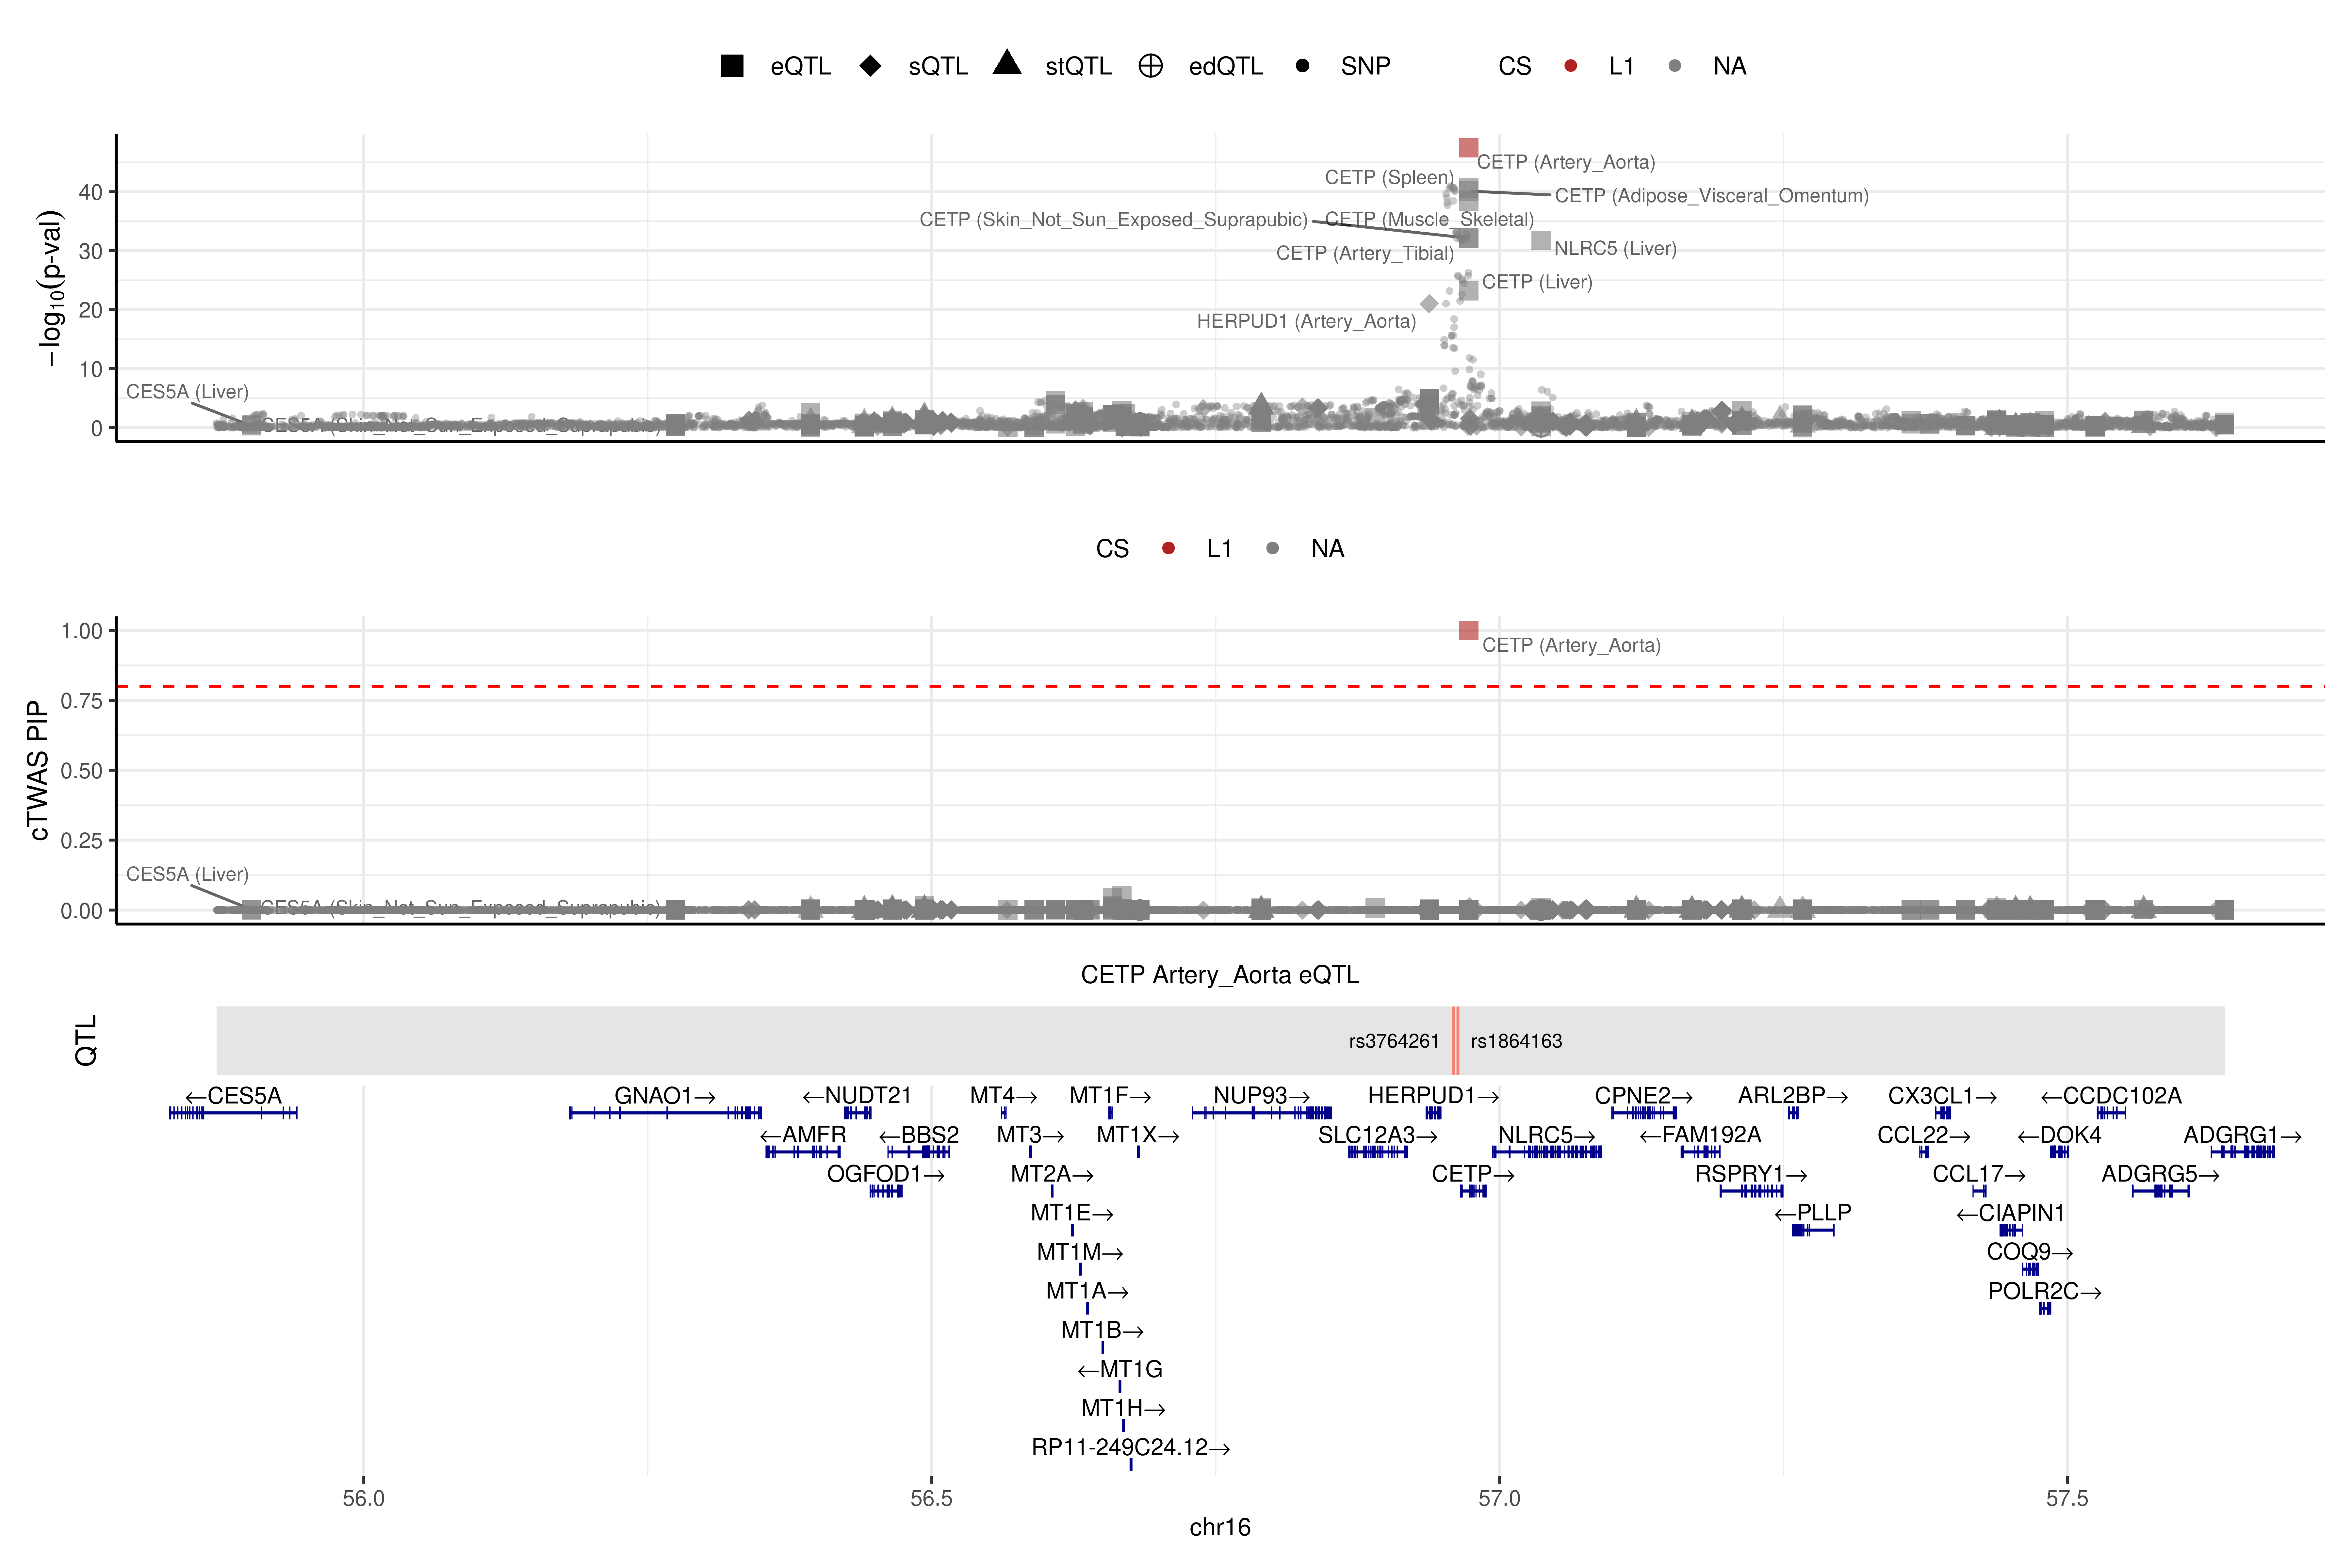 eQTL sQTL stQTL edQTL SNP CS L1 NA
−log10(p-val)
40
30
20
10
0
CETP (Artery_Aorta)
CETP (Spleen)
CETP (Adipose_Visceral_Omentum)
CETP (Skin_Not_Sun_Exposed_Suprapubic)
CETP (Muscle_Skeletal)
NLRC5 (Liver)
CETP (Artery_Tibial)
CETP (Liver)
HERPUD1 (Artery_Aorta)
CES5A (Liver)
CES5A (Skin_Not_Sun_Exposed_Suprapubic)
CS L1 NA
cTWAS PIP
1.00
0.75
0.50
0.25
0.00
CETP (Artery_Aorta)
CES5A (Liver)
CES5A (Skin_Not_Sun_Exposed_Suprapubic)
CETP Artery_Aorta eQTL
QTL
rs3764261 rs1864163
←CES5A GNAO1→ ←NUDT21 MT4→ MT1F→ NUP93→ HERPUD1→ CPNE2→ ARL2BP→ CX3CL1→ ←CCDC102A
←AMFR ←BBS2 MT3→ MT1X→ SLC12A3→ NLRC5→ ←FAM192A CCL22→ ←DOK4 ADGRG1→
OGFOD1→ MT2A→ CETP→ RSPRY1→ CCL17→ ADGRG5→
MT1E→ ←PLLP ←CIAPIN1
MT1M→ COQ9→
MT1A→ POLR2C→
MT1B→
←MT1G
MT1H→
RP11-249C24.12→
56.0 56.5 57.0 57.5
chr16